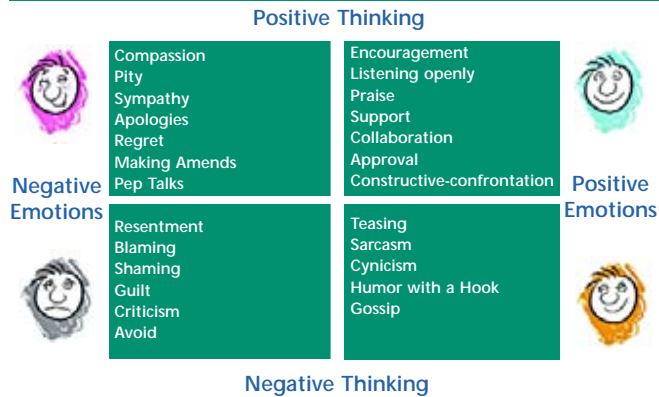 Positive Thinking
Compassion
Pity
Sympathy
Apologies
Regret
Making Amends
Pep Talks
Encouragement
Listening openly
Praise
Support
Collaboration
Approval
Constructive-confrontation
Negative
Emotions
Positive
Emotions
Resentment
Blaming
Shaming
Guilt
Criticism
Avoid
Teasing
Sarcasm
Cynicism
Humor with a Hook
Gossip
Negative Thinking